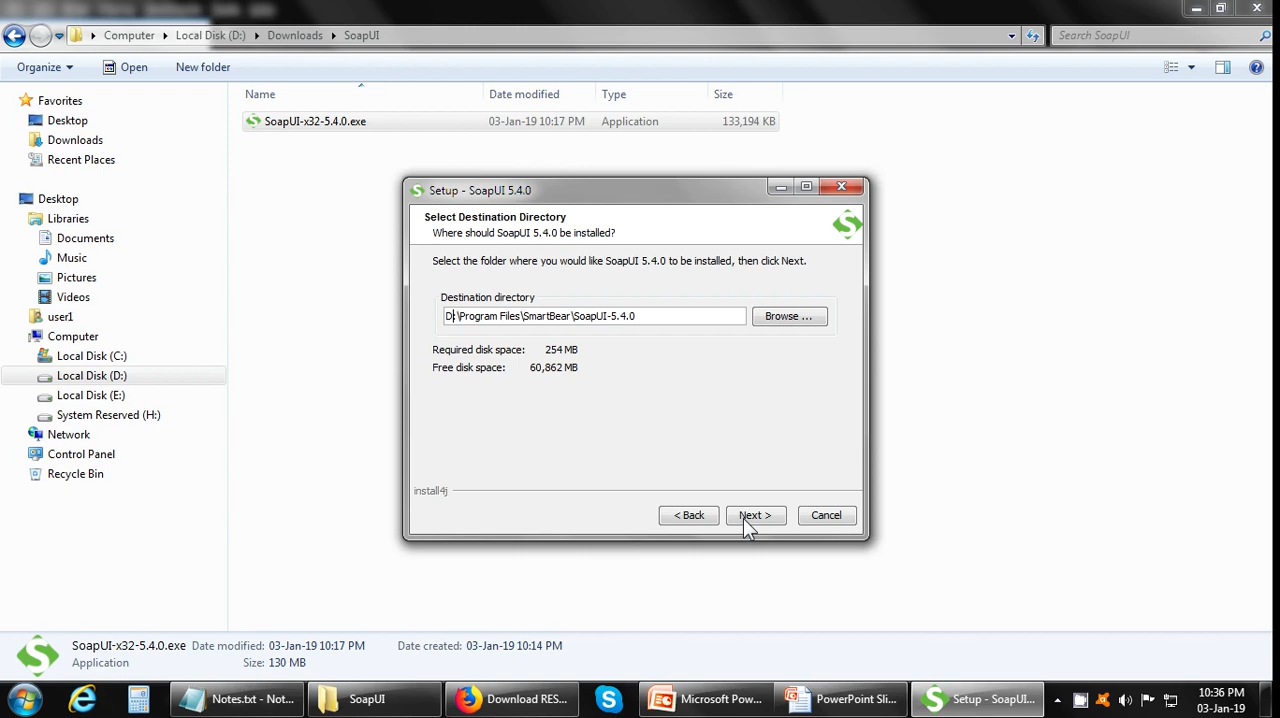 Computer Local Disk (D:) Downloads SoapUI
Search SoapUI
Organize Open New folder
Name Date modified Type Size
SoapUI-x32-5.4.0.exe 03-Jan-19 10:17 PM Application 133,194 KB
Favorites
Desktop
Downloads
Recent Places
Desktop
Libraries
Documents
Music
Pictures
Videos
user1
Computer
Local Disk (C:)
Local Disk (D:)
Local Disk (E:)
System Reserved (H:)
Network
Control Panel
Recycle Bin
Setup - SoapUI 5.4.0
Select Destination Directory
Where should SoapUI 5.4.0 be installed?
Select the folder where you would like SoapUI 5.4.0 to be installed, then click Next.
Destination directory
D:\Program Files\SmartBear\SoapUI-5.4.0
Browse ...
Required disk space: 254 MB
Free disk space: 60,862 MB
install4j
< Back Next > Cancel
SoapUI-x32-5.4.0.exe Date modified: 03-Jan-19 10:17 PM Date created: 03-Jan-19 10:14 PM
Application Size: 130 MB
Notes.txt - Not... SoapUI Download RES... Microsoft Pow... PowerPoint Sli... Setup - SoapUI...
10:36 PM
03-Jan-19